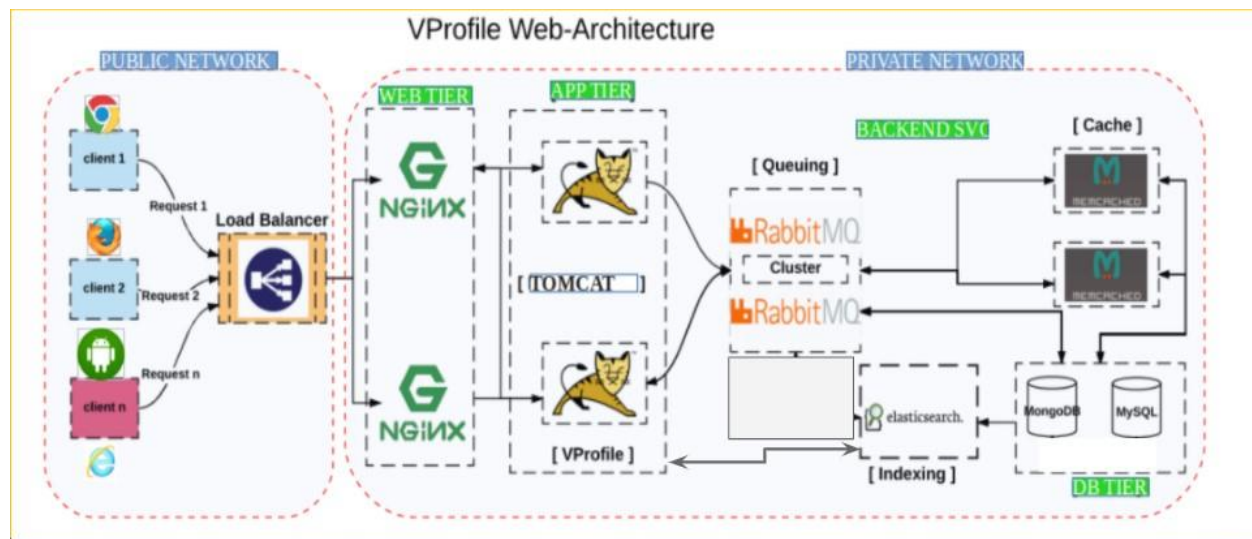 VProfile Web-Architecture
PUBLIC NETWORK
PRIVATE NETWORK
WEB TIER
APP TIER
BACKEND SVC
[ Cache ]
client 1
NGINX
[ Queuing ]
MEMCACHED
Request 1
Load Balancer
RabbitMQ
Cluster
client 2
Request 2
[ TOMCAT ]
MEMCACHED
RabbitMQ
Request n
client n
NGINX
elasticsearch.
MongoDB
MySQL
[ VProfile ]
[ Indexing ]
DB TIER